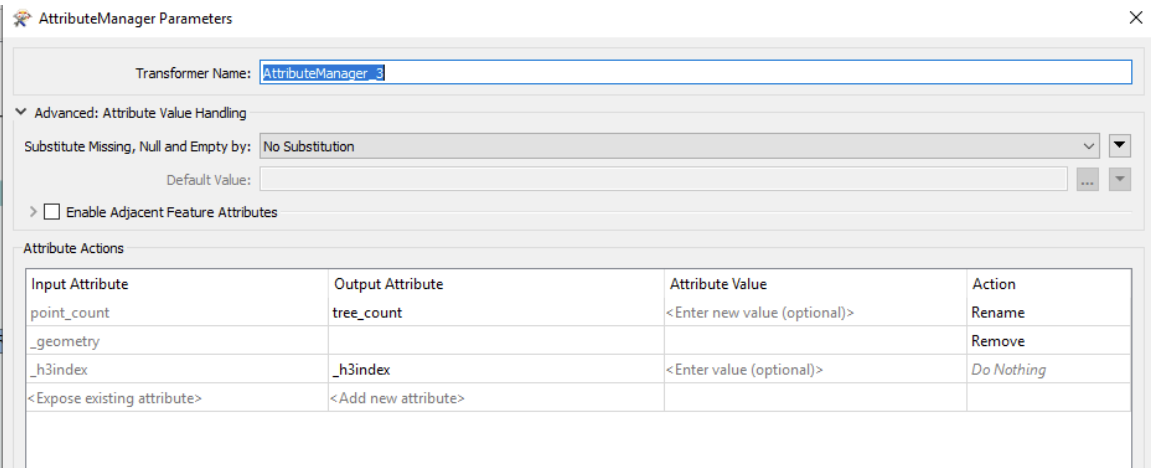 AttributeManager Parameters
Transformer Name: AttributeManager_3
Advanced: Attribute Value Handling
Substitute Missing, Null and Empty by: No Substitution
Default Value: ...
Enable Adjacent Feature Attributes
Attribute Actions
Input Attribute Output Attribute Attribute Value Action
point_count tree_count <Enter new value (optional)> Rename
_geometry Remove
_h3index _h3index <Enter value (optional)> Do Nothing
<Expose existing attribute> <Add new attribute>